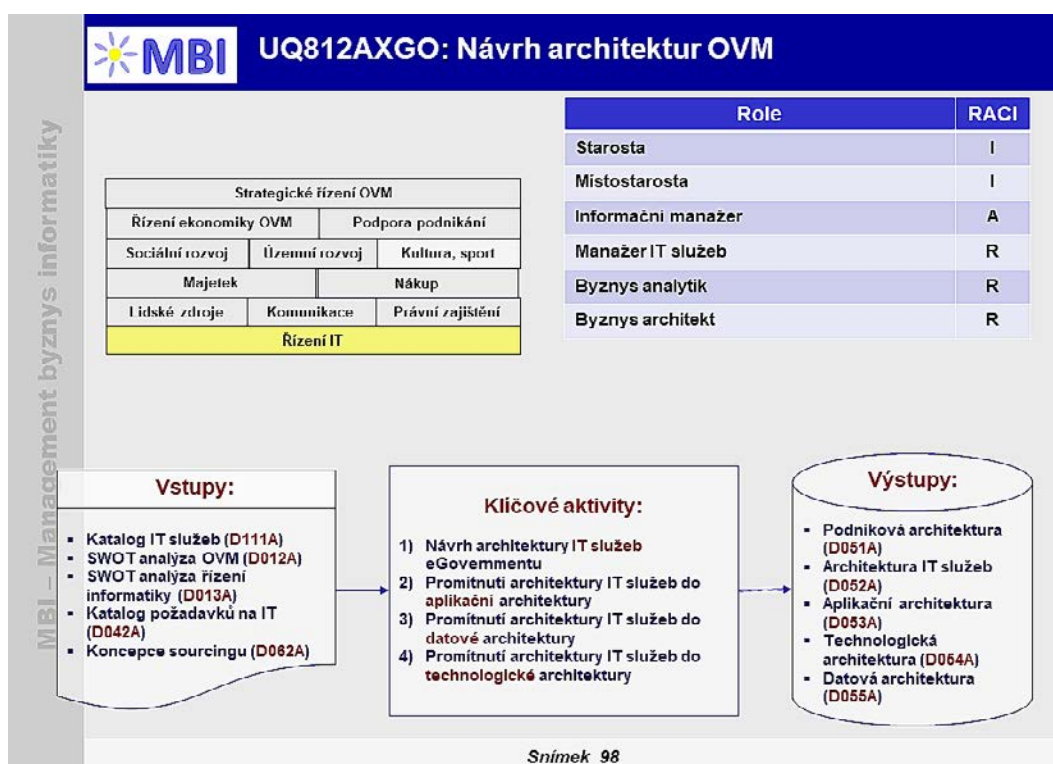 MBI
UQ812AXGO: Návrh architektur OVM
MBI – Management byznys informatiky
Role RACI
Starosta I
Místostarosta I
Informační manažer A
Manažer IT služeb R
Byznys analytik R
Byznys architekt R
Strategické řízení OVM
Řízení ekonomiky OVM Podpora podnikání
Sociální rozvoj Územní rozvoj Kultura, sport
Majetek Nákup
Lidské zdroje Komunikace Právní zajištění
Řízení IT
Vstupy:
▪ Katalog IT služeb (D111A)
▪ SWOT analýza OVM (D012A)
▪ SWOT analýza řízení
informatiky (D013A)
▪ Katalog požadavků na IT
(D042A)
▪ Koncepce sourcingu (D062A)
Klíčové aktivity:
1) Návrh architektury IT služeb
eGovernmentu
2) Promítnutí architektury IT služeb do
aplikační architektury
3) Promítnutí architektury IT služeb do
datové architektury
4) Promítnutí architektury IT služeb do
technologické architektury
Výstupy:
▪ Podniková architektura
(D051A)
▪ Architektura IT služeb
(D052A)
▪ Aplikační architektura
(D053A)
▪ Technologická
architektura (D054A)
▪ Datová architektura
(D055A)
Snímek 98